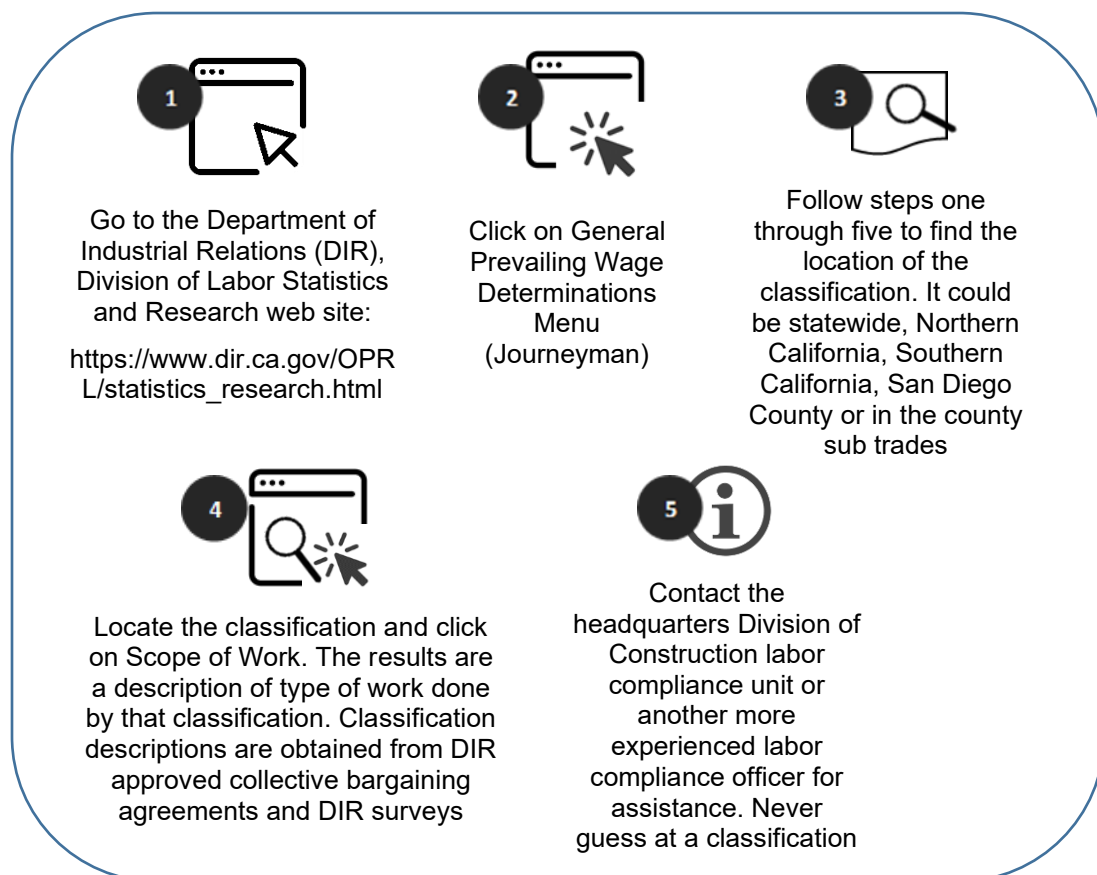 1
Go to the Department of
Industrial Relations (DIR),
Division of Labor Statistics
and Research web site:
https://www.dir.ca.gov/OPR
L/statistics_research.html
2
Click on General
Prevailing Wage
Determinations
Menu
(Journeyman)
3
Follow steps one
through five to find the
location of the
classification. It could
be statewide, Northern
California, Southern
California, San Diego
County or in the county
sub trades
4
Locate the classification and click
on Scope of Work. The results are
a description of type of work done
by that classification. Classification
descriptions are obtained from DIR
approved collective bargaining
agreements and DIR surveys
5
Contact the
headquarters Division of
Construction labor
compliance unit or
another more
experienced labor
compliance officer for
assistance. Never
guess at a classification